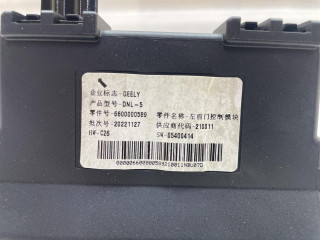 企业标志-GEELY
产品型号-DNL-5
零件号-6600000589 零件名称-左前门控制模块
批次号-20221127 供应商代码-210011
HW-C26 SW-05400414